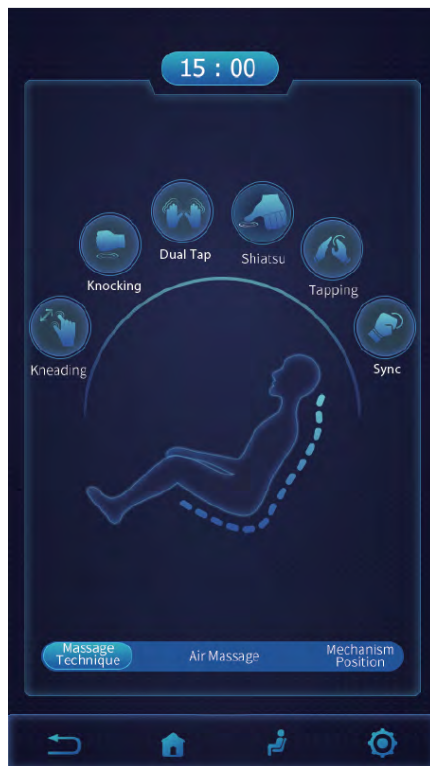 15 : 00
Dual Tap
Shiatsu
Knocking
Tapping
Kneading
Sync
Massage
Technique
Air Massage
Mechanism
Position